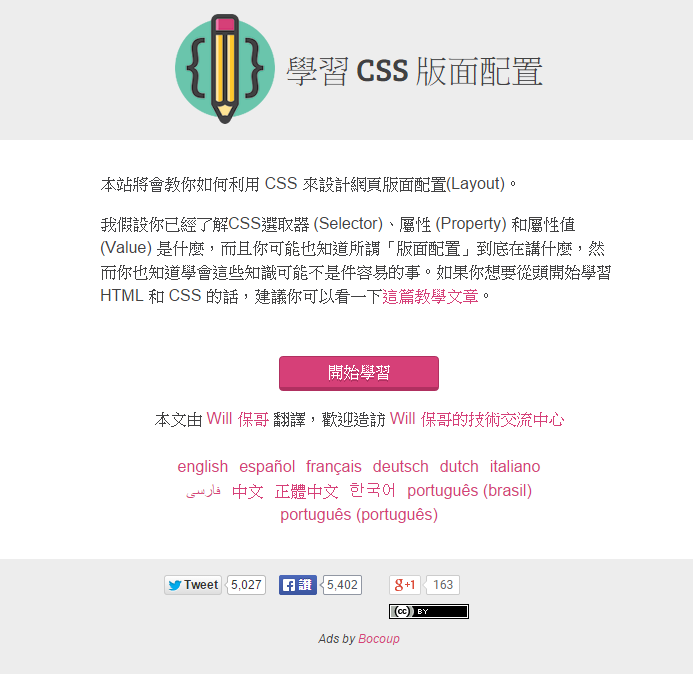 學習 CSS 版面配置
本站將會教你如何利用 CSS 來設計網頁版面配置(Layout)。
我假設你已經了解CSS選取器 (Selector)、屬性 (Property) 和屬性值
(Value) 是什麼，而且你可能也知道所謂「版面配置」到底在講什麼，然
而你也知道學會這些知識可能不是件容易的事。如果你想要從頭開始學習
HTML 和 CSS 的話，建議你可以看一下這篇教學文章。
開始學習
本文由 Will 保哥 翻譯，歡迎造訪 Will 保哥的技術交流中心
english español français deutsch dutch italiano
فارسی 中文 正體中文 한국어 português (brasil)
português (português)
Tweet 5,027 讚 5,402 g+1 163
cc BY
Ads by Bocoup